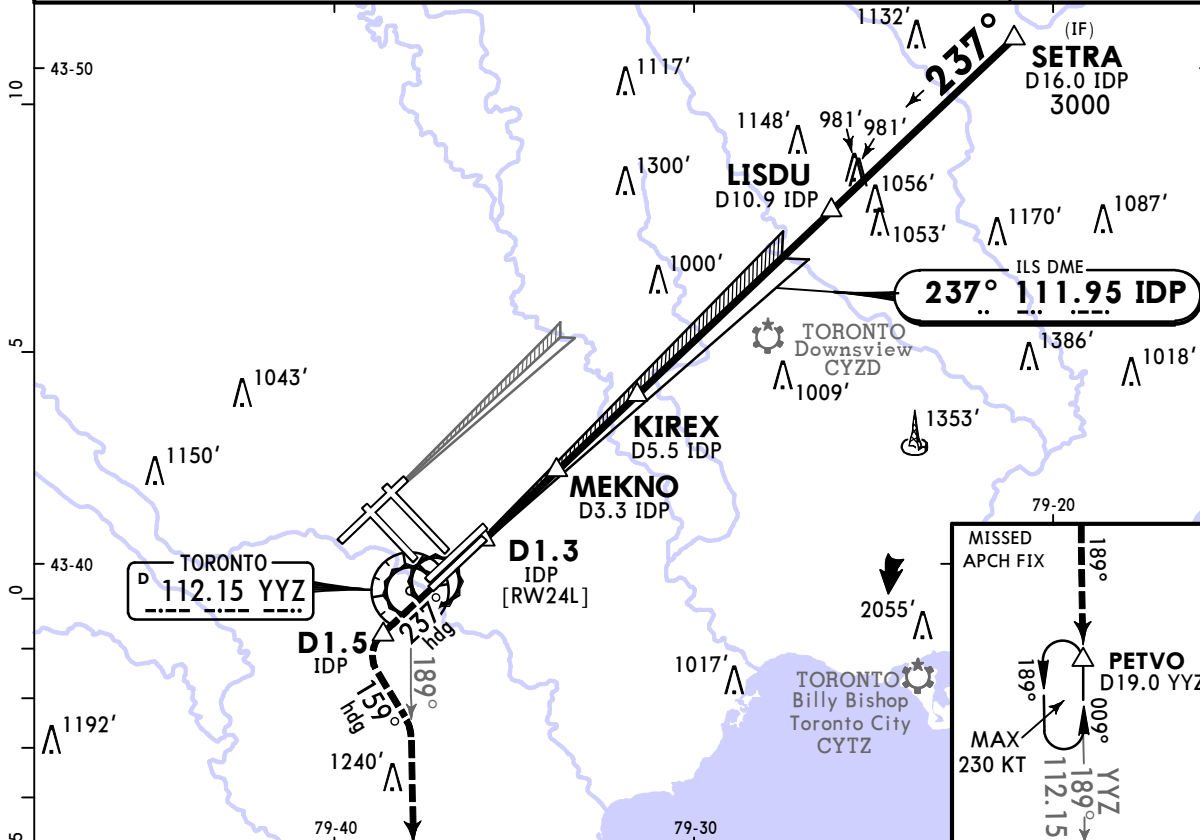 1132'
237°
(IF)
SETRA
D16.0 IDP
3000
43-50
10
1117'
1148'
981'
981'
1300'
LISDU
D10.9 IDP
1056'
1053'
1170'
1087'
1000'
ILS DME
237° 111.95 IDP
TORONTO
Downsview
CYZD
1386'
1018'
5
1043'
1009'
1353'
KIREX
D5.5 IDP
1150'
MEKNO
D3.3 IDP
79-20
MISSED
APCH FIX
189°
D1.3
IDP
[RW24L]
43-40
0
TORONTO
D 112.15 YYZ
2055'
237°
hdg
D1.5
IDP
189°
159°
hdg
1017'
TORONTO
Billy Bishop
Toronto City
CYTZ
PETVO
D19.0 YYZ
189°
009°
MAX
230 KT
1192'
1240'
YYZ
189°
112.15
79-40
79-30
5